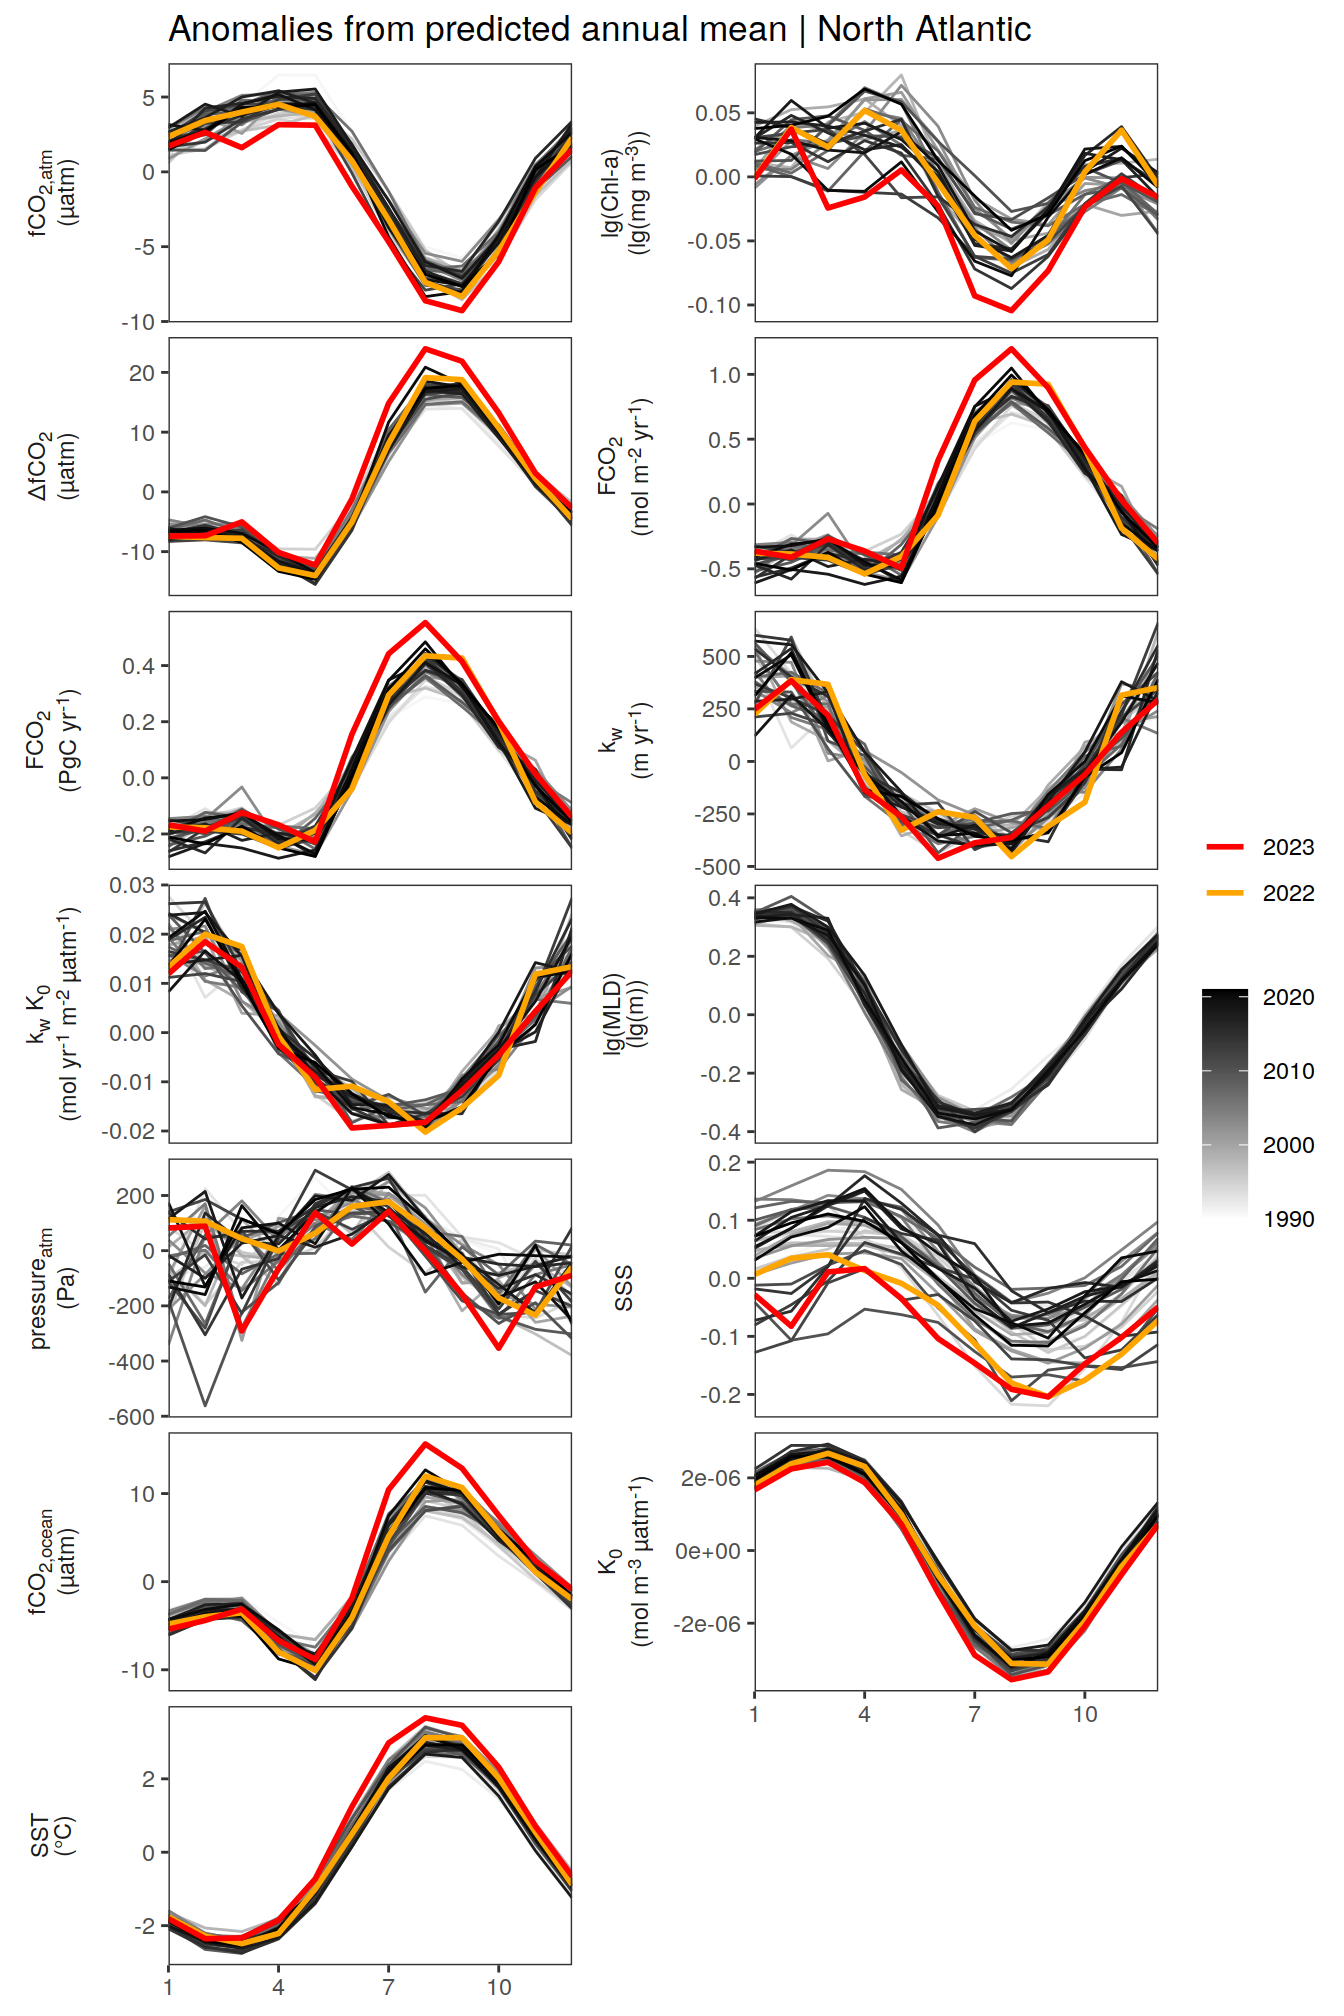 Anomalies from predicted annual mean | North Atlantic
fCO2,atm
(µatm)
5
0
-5
-10
lg(Chl-a)
(lg(mg m-3))
0.05
0.00
-0.05
-0.10
ΔfCO2
(µatm)
20
10
0
-10
FCO2
(mol m-2 yr-1)
1.0
0.5
0.0
-0.5
FCO2
(PgC yr-1)
0.4
0.2
0.0
-0.2
kw
(m yr-1)
500
250
0
-250
-500
kw K0
(mol yr-1 m-2 µatm-1)
0.03
0.02
0.01
0.00
-0.01
-0.02
lg(MLD)
(lg(m))
0.4
0.2
0.0
-0.2
-0.4
pressureatm
(Pa)
200
0
-200
-400
-600
SSS
0.2
0.1
0.0
-0.1
-0.2
fCO2,ocean
(µatm)
10
0
-10
K0
(mol m-3 µatm-1)
2e-06
0e+00
-2e-06
1 4 7 10
SST
(°C)
2
0
-2
1 4 7 10
2023
2022
2020
2010
2000
1990